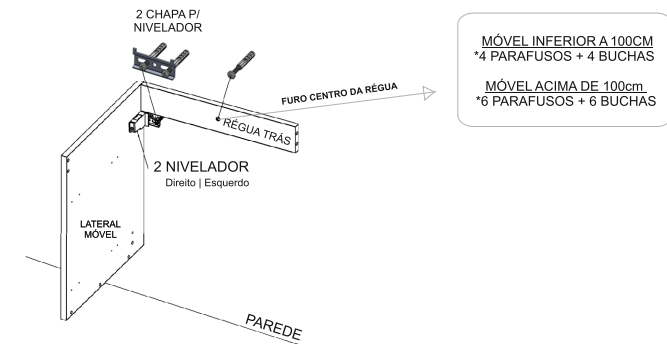 2 CHAPA P/
NIVELADOR
FURO CENTRO DA RÉGUA
MÓVEL INFERIOR A 100CM
*4 PARAFUSOS + 4 BUCHAS
MÓVEL ACIMA DE 100cm
*6 PARAFUSOS + 6 BUCHAS
RÉGUA TRÁS
2 NIVELADOR
Direito | Esquerdo
LATERAL
MÓVEL
PAREDE